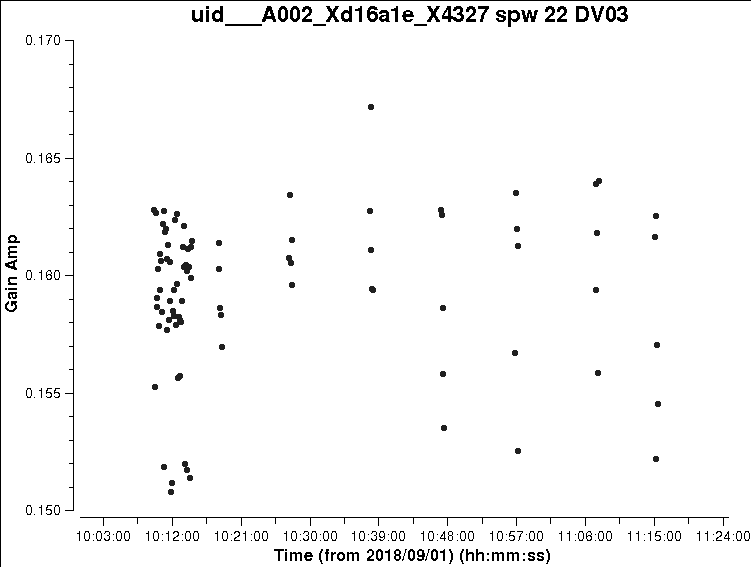 uid___A002_Xd16a1e_X4327 spw 22 DV03
0.170
0.165
0.160
0.155
0.150
Gain Amp
10:03:00 10:12:00 10:21:00 10:30:00 10:39:00 10:48:00 10:57:00 11:06:00 11:15:00 11:24:00
Time (from 2018/09/01) (hh:mm:ss)